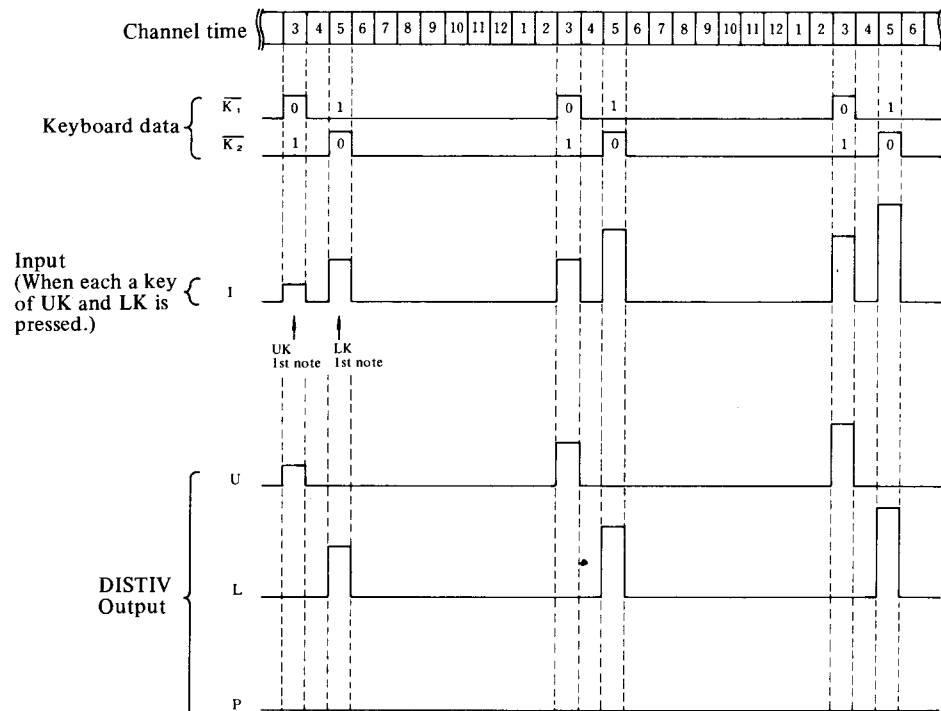 Channel time 3 4 5 6 7 8 9 10 11 12 1 2 3 4 5 6 7 8 9 10 11 12 1 2 3 4 5 6
Keyboard data
K̅₁ 0 1 0 1 0 1
K̅₂ 1 0 1 0 1 0
Input
(When each a key
of UK and LK is
pressed.)
I
UK
1st note
LK
1st note
DISTIV
Output
U
L
P